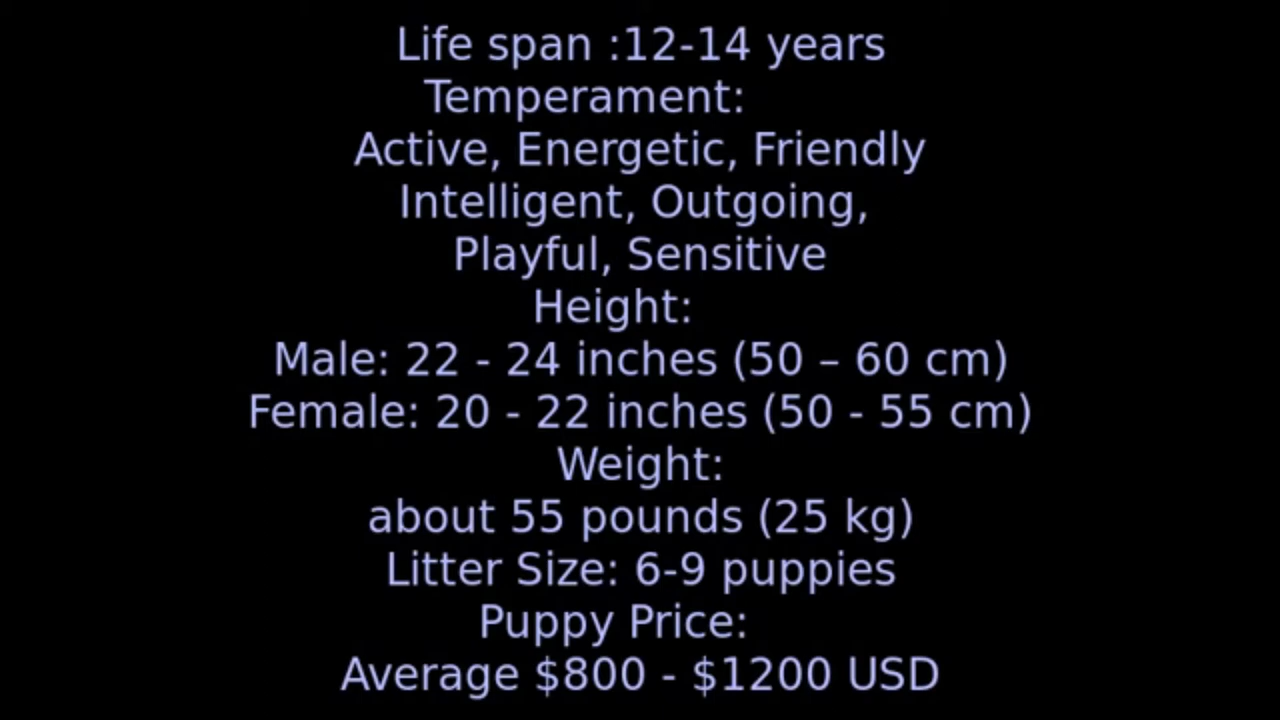 Life span :12-14 years
Temperament:
Active, Energetic, Friendly
Intelligent, Outgoing,
Playful, Sensitive
Height:
Male: 22 - 24 inches (50 – 60 cm)
Female: 20 - 22 inches (50 - 55 cm)
Weight:
about 55 pounds (25 kg)
Litter Size: 6-9 puppies
Puppy Price:
Average $800 - $1200 USD